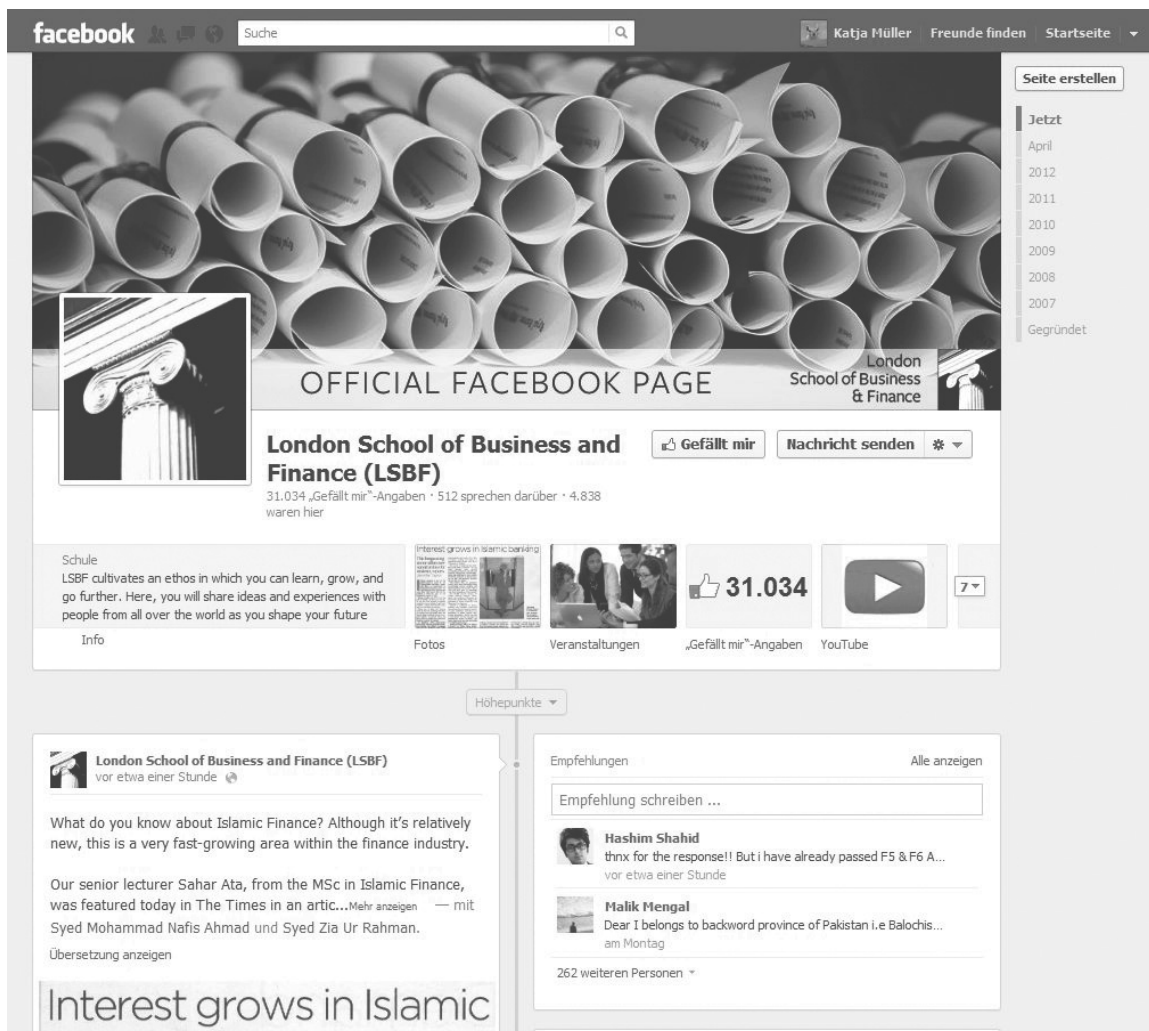 facebook
Suche
Katja Müller
Freunde finden
Startseite
Seite erstellen
Jetzt
April
2012
2011
2010
2009
2008
2007
Gegründet
OFFICIAL FACEBOOK PAGE
London
School of Business
& Finance
London School of Business and
Finance (LSBF)
31.034 „Gefällt mir“-Angaben · 512 sprechen darüber · 4.838
waren hier
Gefällt mir
Nachricht senden
Schule
LSBF cultivates an ethos in which you can learn, grow, and
go further. Here, you will share ideas and experiences with
people from all over the world as you shape your future
Info
Interest grows in Islamic banking
Fotos
Veranstaltungen
31.034
„Gefällt mir“-Angaben
YouTube
7
Höhepunkte
London School of Business and Finance (LSBF)
vor etwa einer Stunde
What do you know about Islamic Finance? Although it's relatively
new, this is a very fast-growing area within the finance industry.
Our senior lecturer Sahar Ata, from the MSc in Islamic Finance,
was featured today in The Times in an artic...Mehr anzeigen — mit
Syed Mohammad Nafis Ahmad und Syed Zia Ur Rahman.
Übersetzung anzeigen
Interest grows in Islamic
Empfehlungen
Alle anzeigen
Empfehlung schreiben ...
Hashim Shahid
thnx for the response!! But i have already passed F5 & F6 A...
vor etwa einer Stunde
Malik Mengal
Dear I belongs to backword province of Pakistan i.e Balochis...
am Montag
262 weiteren Personen